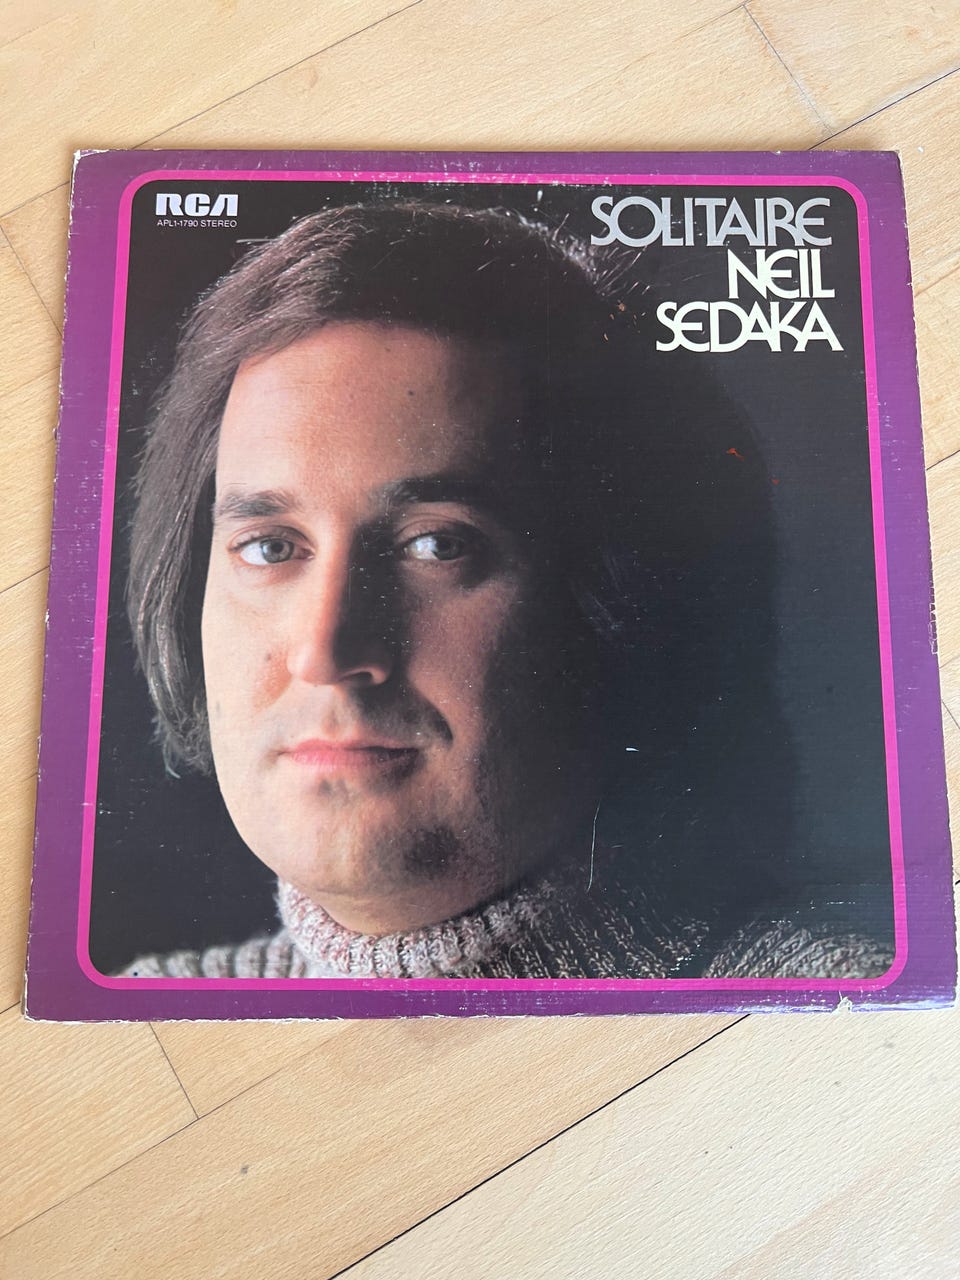 RCA
APL1-1790 STEREO
SOLITAIRE
NEIL
SEDAKA